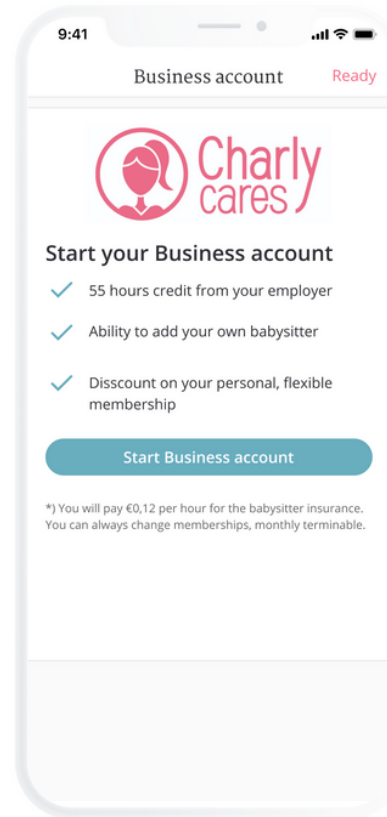 9:41
Business account Ready
Charly
cares
Start your Business account
55 hours credit from your employer
Ability to add your own babysitter
Disscount on your personal, flexible
membership
Start Business account
*) You will pay €0,12 per hour for the babysitter insurance.
You can always change memberships, monthly terminable.